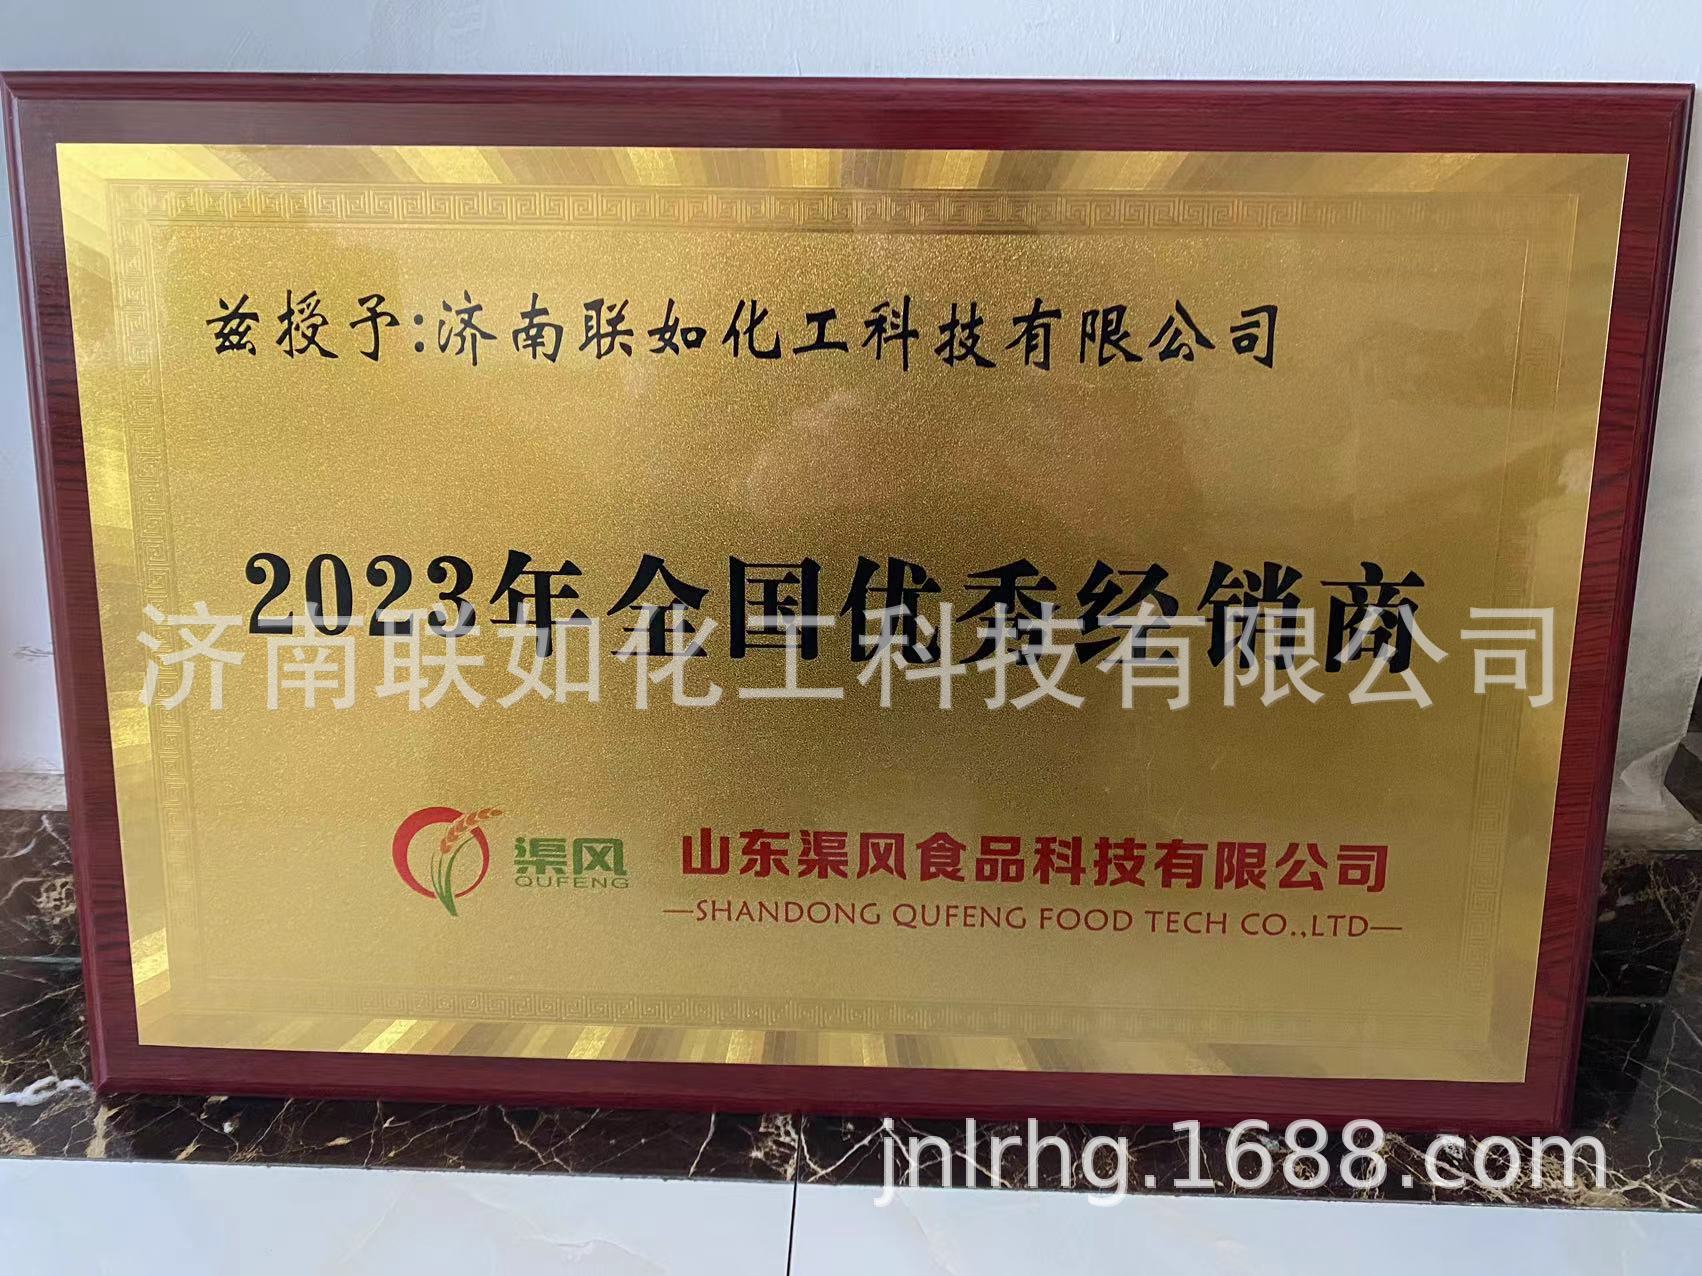 兹授予:济南联如化工科技有限公司
2023年全国优秀经销商
济南联如化工科技有限公司
渠风
QUFENG
山东渠风食品科技有限公司
—SHANDONG QUFENG FOOD TECH CO.,LTD—
jnlrhg.1688.com